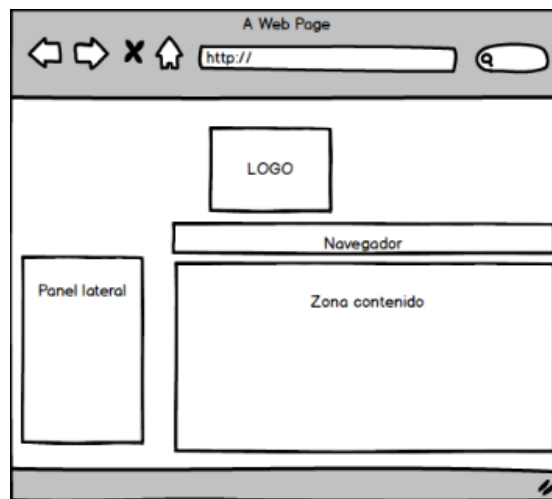 A Web Page
http://
LOGO
Navegador
Panel lateral
Zona contenido